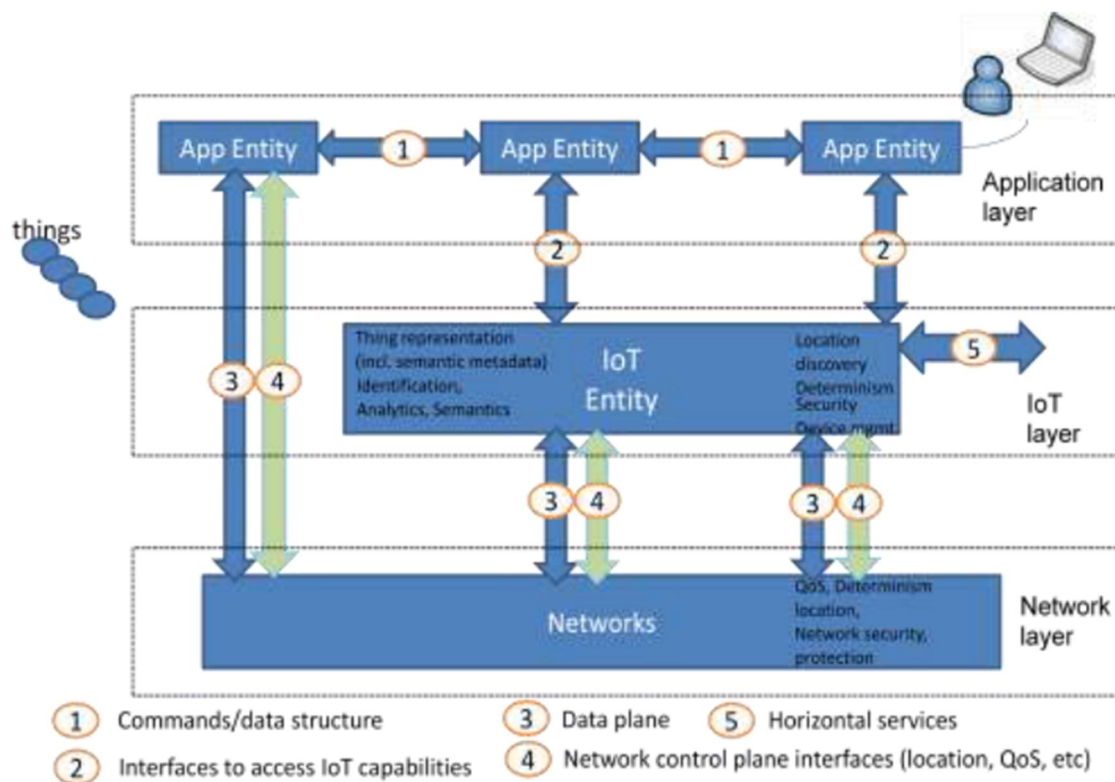 App Entity
1
App Entity
1
App Entity
Application
layer
things
2
2
Thing representation
(incl. semantic metadata)
Identification,
Analytics, Semantics
IoT
Entity
Location
discovery
Determinism
Security
Device mgmt.
5
IoT
layer
3
4
3
4
3
4
Networks
QoS, Determinism
location,
Network security,
protection
Network
layer
1 Commands/data structure
3 Data plane
5 Horizontal services
2 Interfaces to access IoT capabilities
4 Network control plane interfaces (location, QoS, etc)